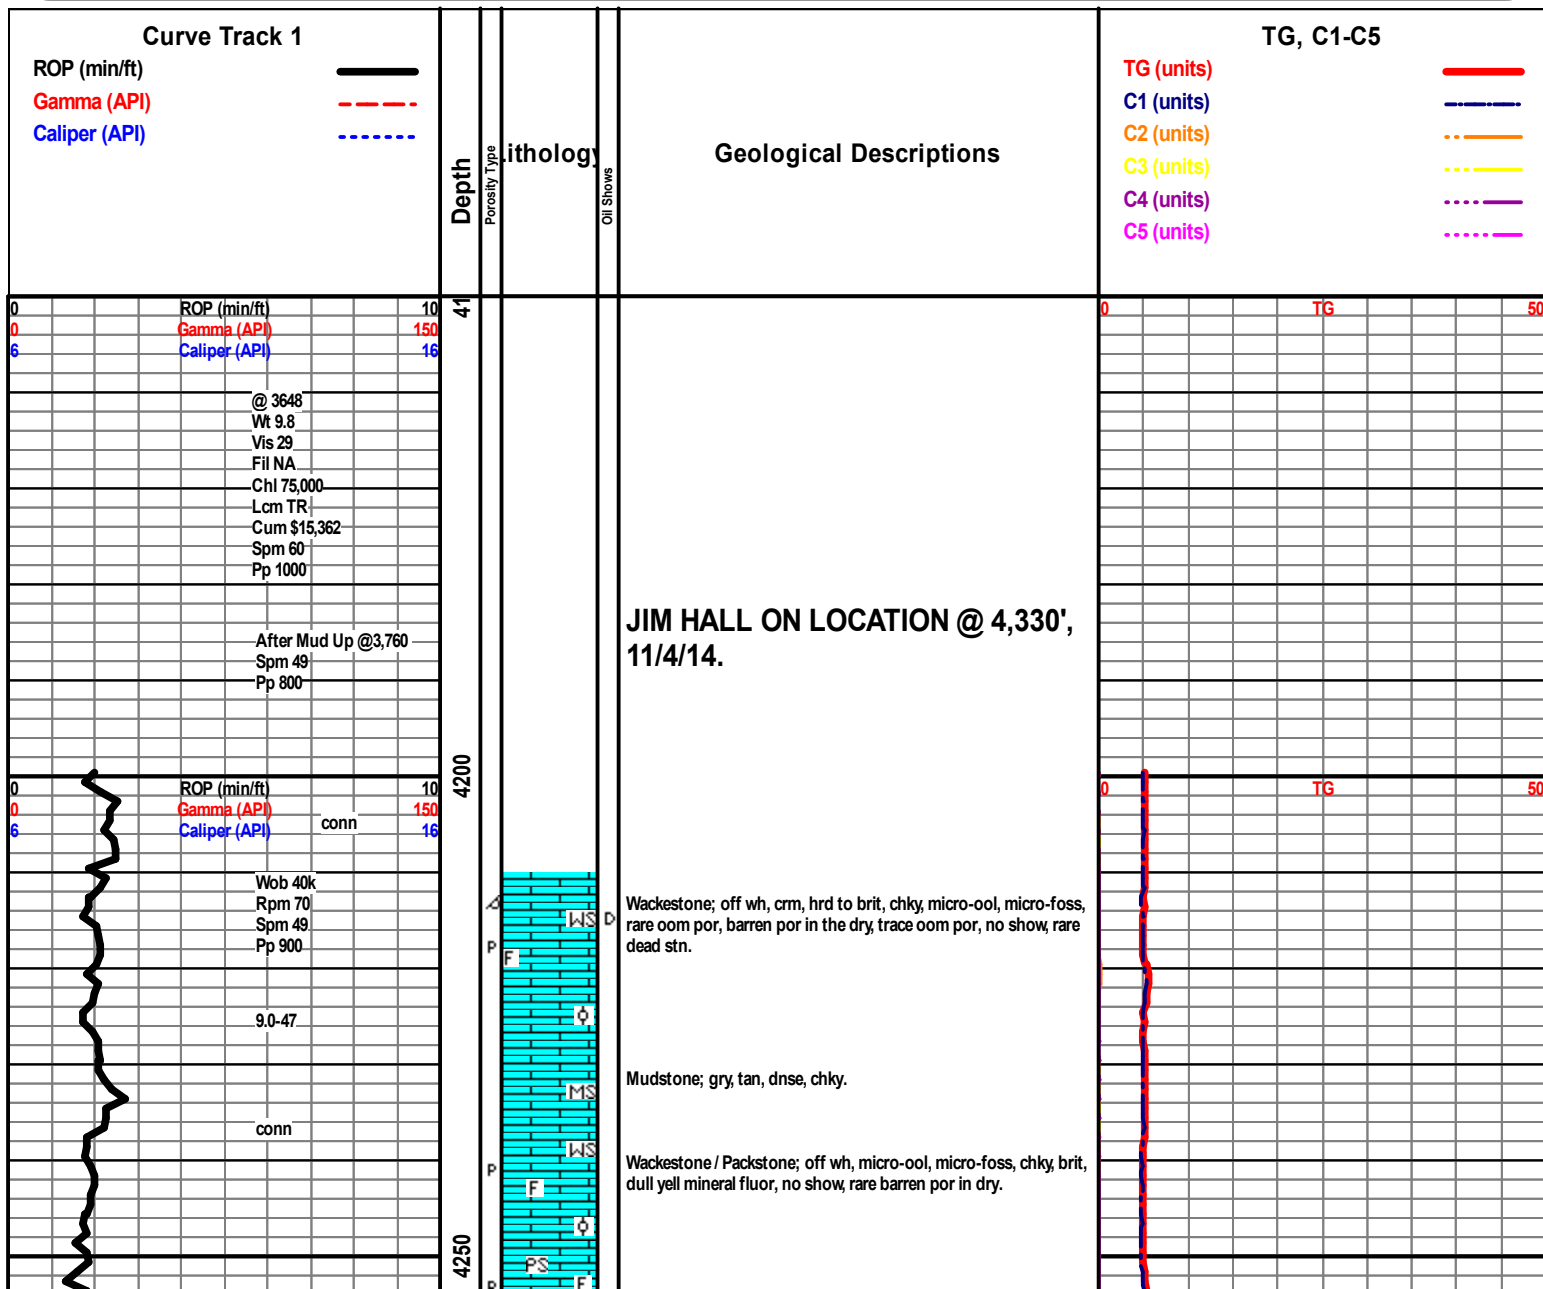 Curve Track 1
ROP (min/ft)
Gamma (API)
Caliper (API)
Depth
Porosity Type
Lithology
Oil Shows
Geological Descriptions
TG, C1-C5
TG (units)
C1 (units)
C2 (units)
C3 (units)
C4 (units)
C5 (units)
0 ROP (min/ft) 10
0 Gamma (API) 150
6 Caliper (API) 16
41
0 TG 50
@ 3648
Wt 9.8
Vis 29
Fil NA
Chl 75,000
Lcm TR
Cum $15,362
Spm 60
Pp 1000
After Mud Up @3,760
Spm 49
Pp 800
JIM HALL ON LOCATION @ 4,330',
11/4/14.
4200
0 ROP (min/ft) 10
0 Gamma (API) 150
6 Caliper (API) 16
0 TG 50
conn
Wob 40k
Rpm 70
Spm 49
Pp 900
9.0-47
conn
WS D
P
F
MS
WS
P
F
PS
P F
4250
Wackestone; off wh, crm, hrd to brit, chky, micro-ool, micro-foss,
rare oom por, barren por in the dry, trace oom por, no show, rare
dead stn.
Mudstone; gry, tan, dnse, chky.
Wackestone / Packstone; off wh, micro-ool, micro-foss, chky, brit,
dull yell mineral fluor, no show, rare barren por in dry.